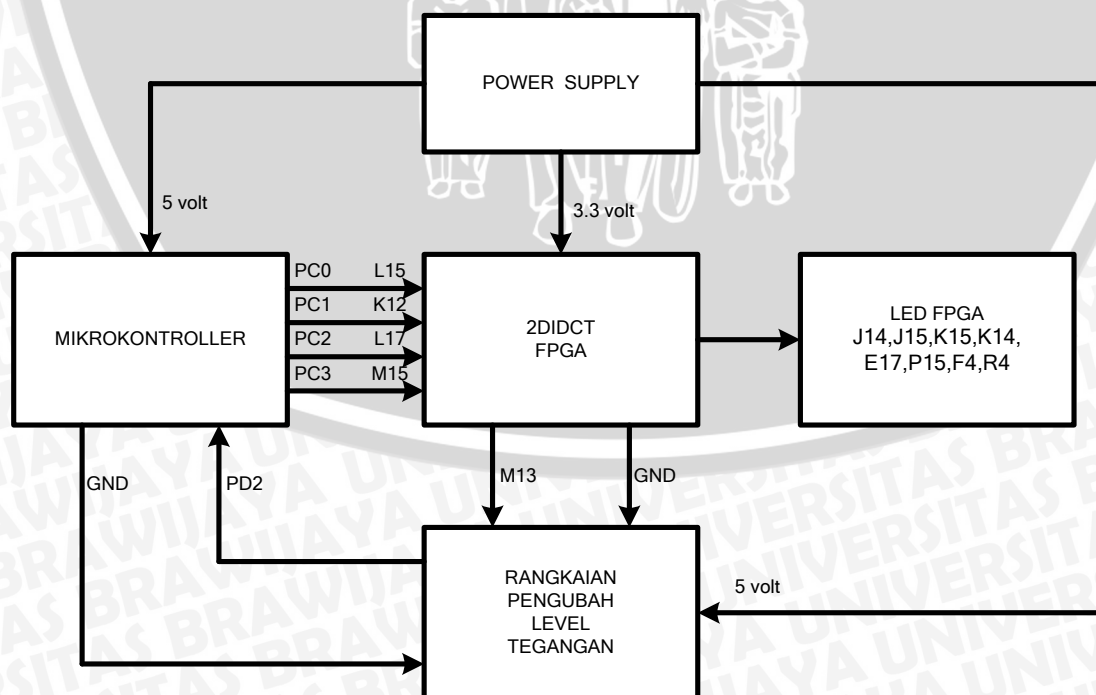 POWER SUPPLY
5 volt
3.3 volt
MIKROKONTROLLER
PC0 L15
PC1 K12
PC2 L17
PC3 M15
2DIDCT
FPGA
LED FPGA
J14,J15,K15,K14,
E17,P15,F4,R4
GND
PD2
M13
GND
RANGKAIAN
PENGUBAH
LEVEL
TEGANGAN
5 volt